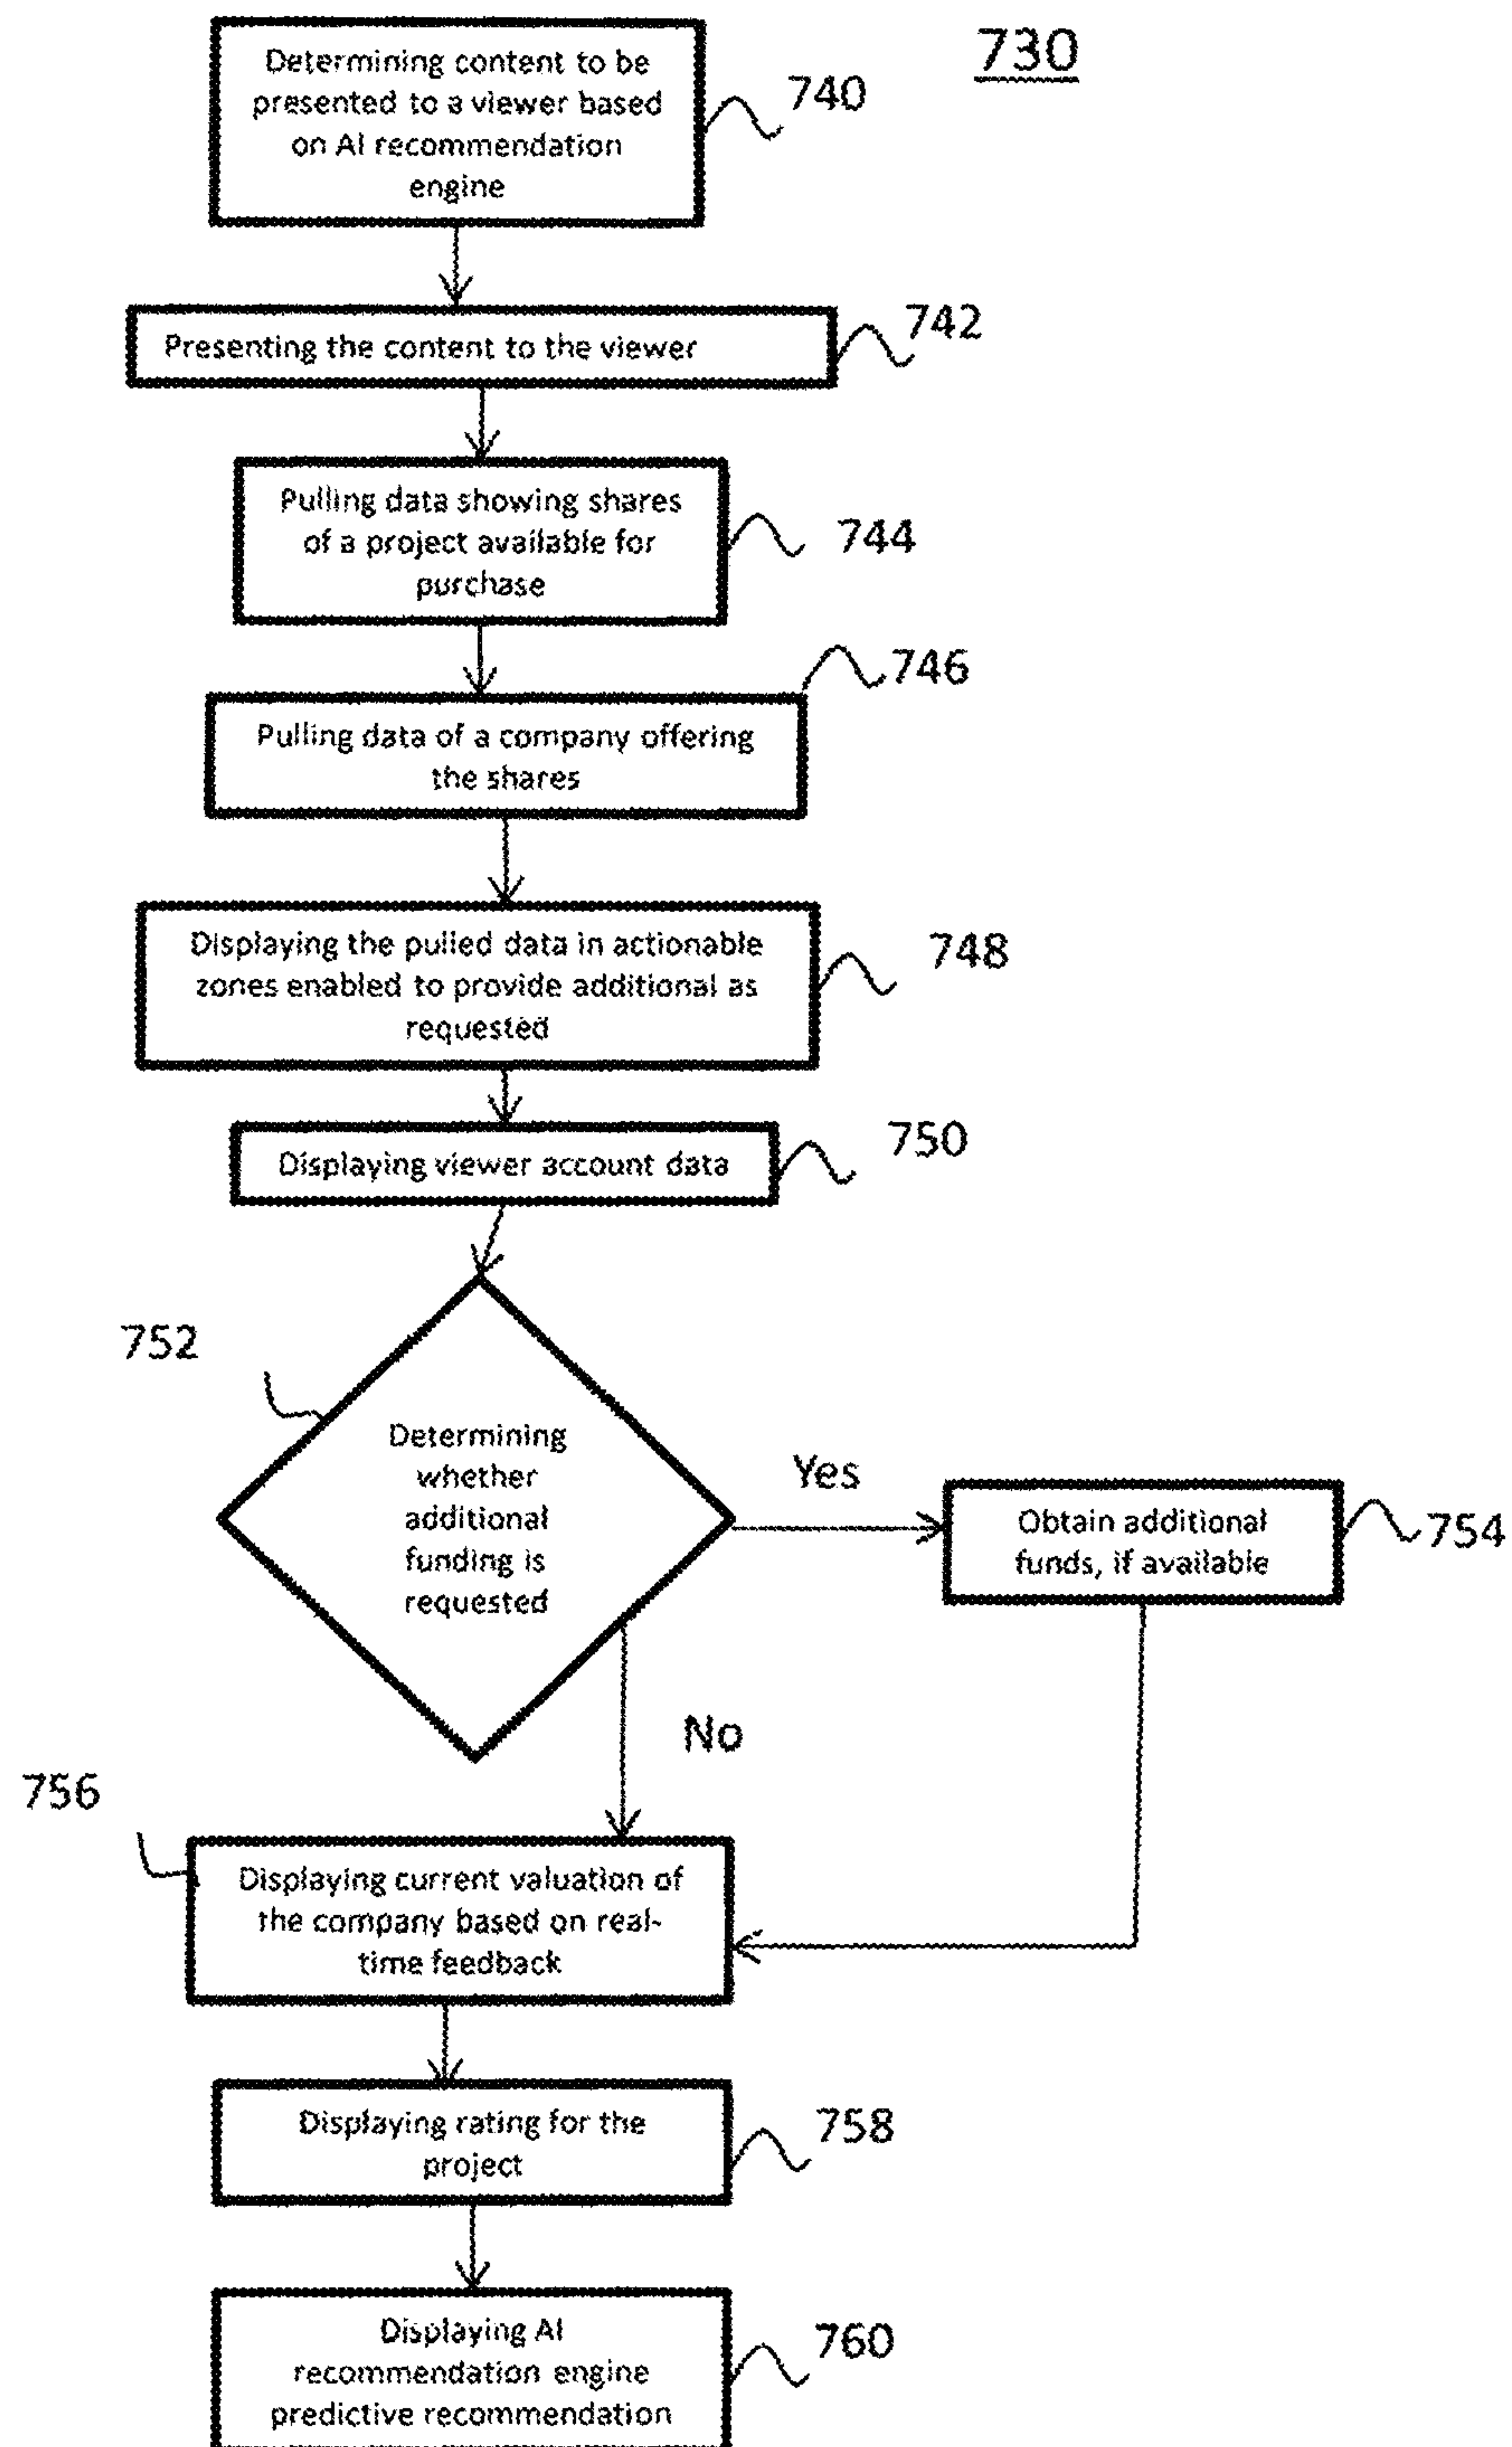 730
Determining content to be
presented to a viewer based
on AI recommendation
engine
740
Presenting the content to the viewer
742
Pulling data showing shares
of a project available for
purchase
744
746
Pulling data of a company offering
the shares
Displaying the pulled data in actionable
zones enabled to provide additional as
requested
748
Displaying viewer account data
750
752
Determining
whether
additional
funding is
requested
Yes
Obtain additional
funds, if available
754
No
756
Displaying current valuation of
the company based on real-
time feedback
Displaying rating for the
project
758
Displaying AI
recommendation engine
predictive recommendation
760